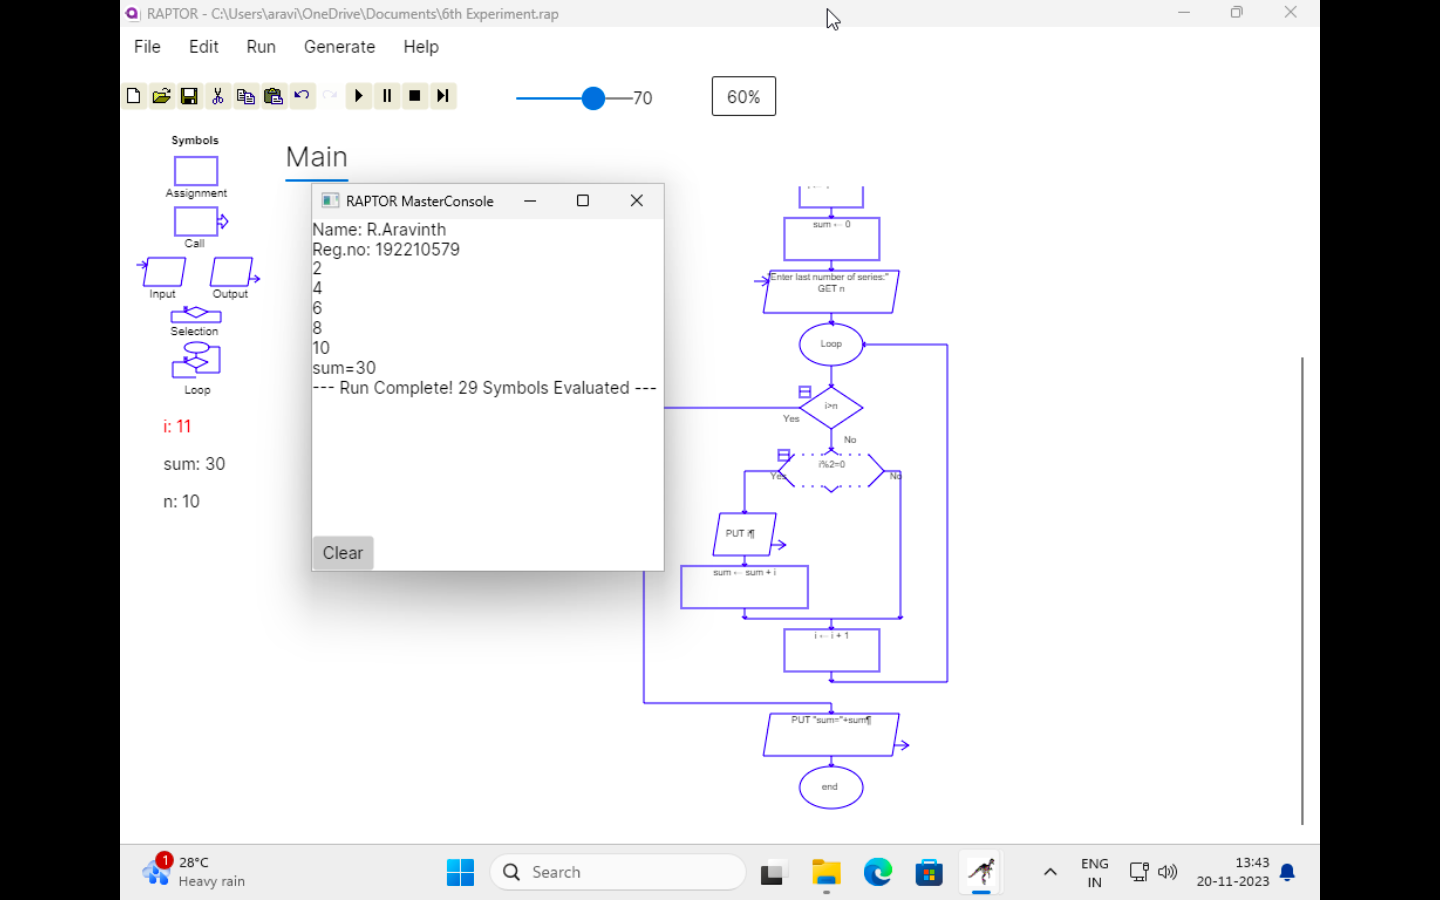 RAPTOR - C:\Users\aravi\OneDrive\Documents\6th Experiment.rap
File Edit Run Generate Help
70
60%
Symbols
Assignment
Call
Input Output
Selection
Loop
i: 11
sum: 30
n: 10
Main
RAPTOR MasterConsole
Name: R.Aravinth
Reg.no: 192210579
2
4
6
8
10
sum=30
--- Run Complete! 29 Symbols Evaluated ---
Clear
sum ← 0
"Enter last number of series:"
GET n
Loop
i>n
Yes
No
i%2=0
Yes
No
PUT i¶
sum ← sum + i
i ← i + 1
PUT "sum="+sum¶
end
1
28°C
Heavy rain
Search
ENG
IN
13:43
20-11-2023